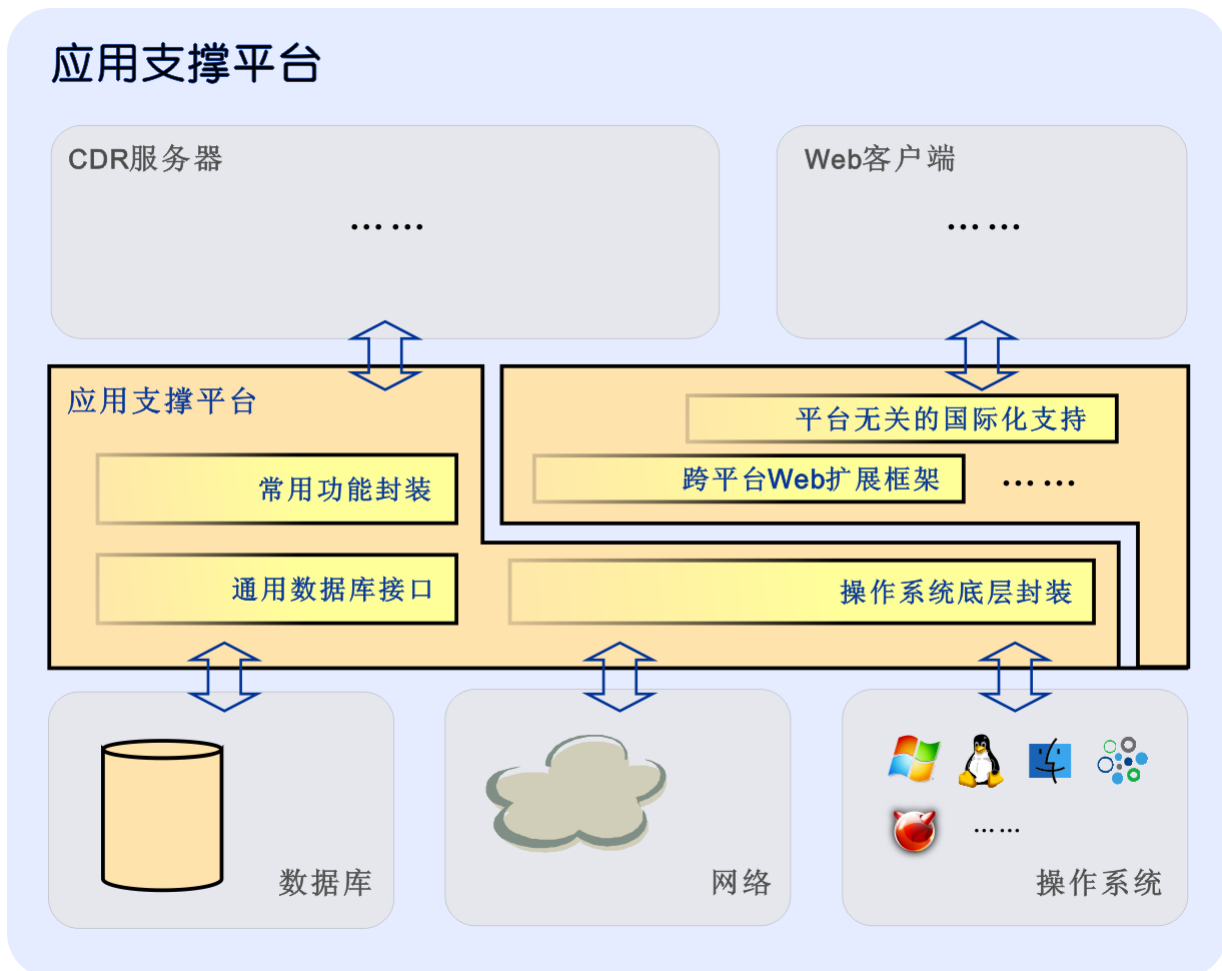 应用支撑平台
CDR服务器
Web客户端
……
……
应用支撑平台
平台无关的国际化支持
跨平台Web扩展框架
……
常用功能封装
通用数据库接口
操作系统底层封装
……
数据库
网络
操作系统